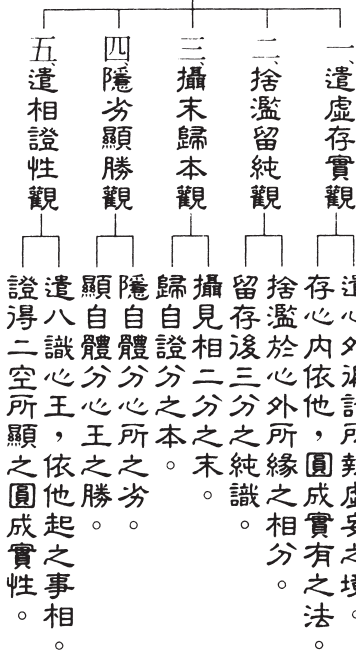 一、遣虛存實觀
遣心外遍計所執虛妄之境。
存心內依他，圓成實有之法。
二、捨濫留純觀
捨濫於心外所緣之相分。
留存後三分之純識。
三、攝末歸本觀
攝見相二分之末。
歸自證分之本。
四、隱劣顯勝觀
隱自體分心所之劣。
顯自體分心王之勝。
五、遣相證性觀
遣八識心王，依他起之事相。
證得二空所顯之圓成實性。